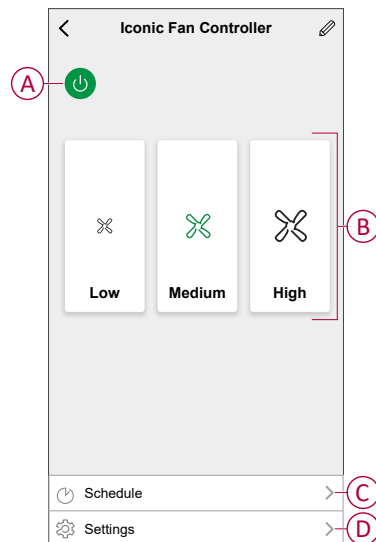 Iconic Fan Controller
A
B
Low Medium High
Schedule
C
Settings
D